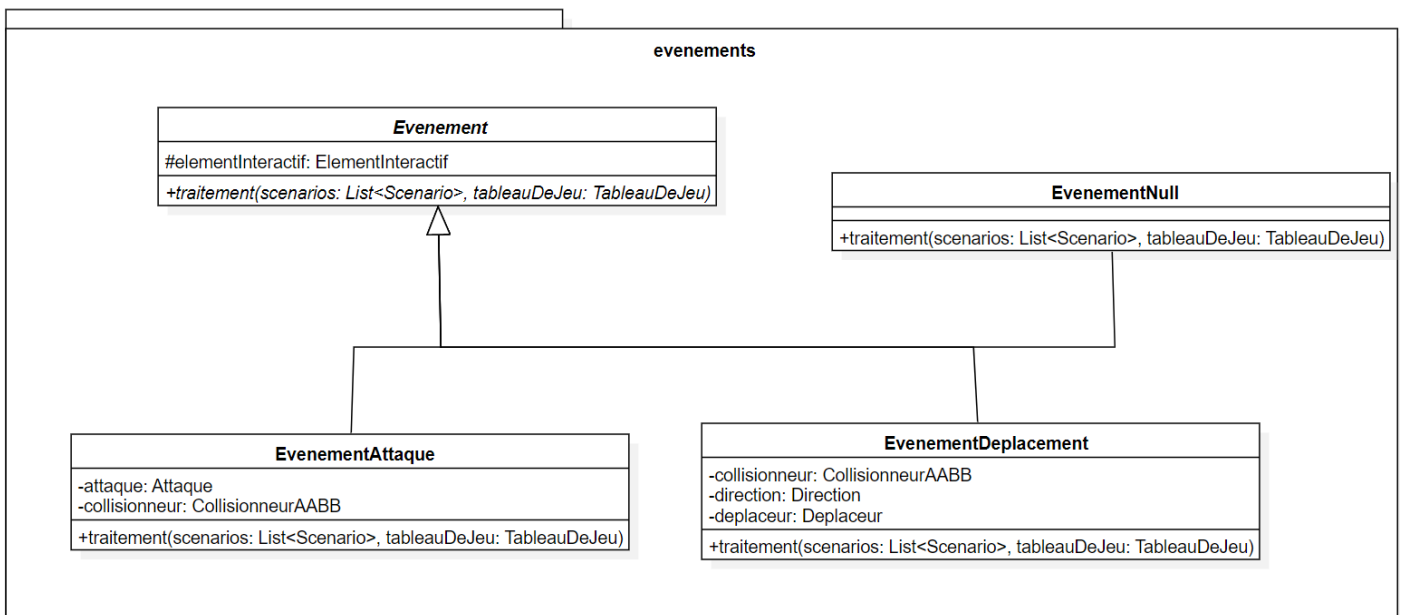 evenements
Evenement
#elementInteractif: ElementInteractif
+traitement(scenarios: List<Scenario>, tableauDeJeu: TableauDeJeu)
EvenementNull
+traitement(scenarios: List<Scenario>, tableauDeJeu: TableauDeJeu)
EvenementAttaque
-attaque: Attaque
-collisionneur: CollisionneurAABB
+traitement(scenarios: List<Scenario>, tableauDeJeu: TableauDeJeu)
EvenementDeplacement
-collisionneur: CollisionneurAABB
-direction: Direction
-deplaceur: Deplaceur
+traitement(scenarios: List<Scenario>, tableauDeJeu: TableauDeJeu)